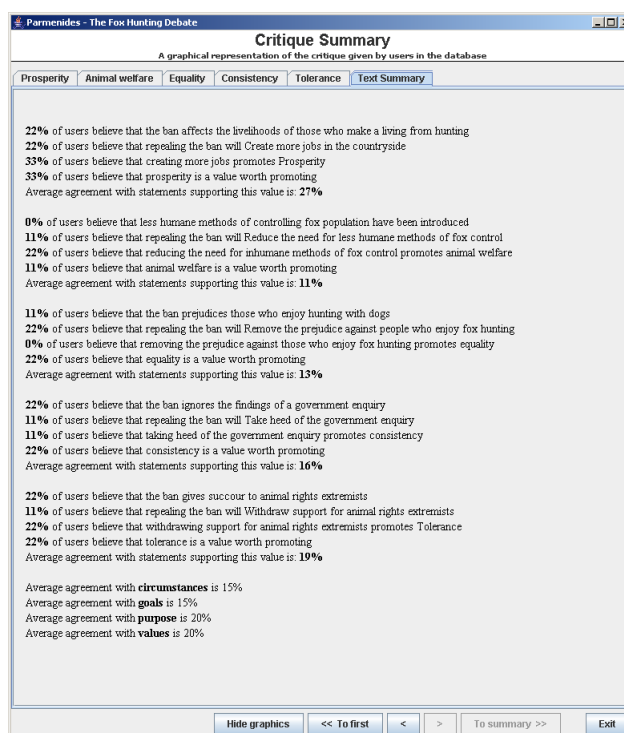 Parmenides - The Fox Hunting Debate
Critique Summary
A graphical representation of the critique given by users in the database
Prosperity Animal welfare Equality Consistency Tolerance Text Summary
22% of users believe that the ban affects the livelihoods of those who make a living from hunting
22% of users believe that repealing the ban will Create more jobs in the countryside
33% of users believe that creating more jobs promotes Prosperity
33% of users believe that prosperity is a value worth promoting
Average agreement with statements supporting this value is: 27%
0% of users believe that less humane methods of controlling fox population have been introduced
11% of users believe that repealing the ban will Reduce the need for less humane methods of fox control
22% of users believe that reducing the need for inhumane methods of fox control promotes animal welfare
11% of users believe that animal welfare is a value worth promoting
Average agreement with statements supporting this value is: 11%
11% of users believe that the ban prejudices those who enjoy hunting with dogs
22% of users believe that repealing the ban will Remove the prejudice against people who enjoy fox hunting
0% of users believe that removing the prejudice against those who enjoy fox hunting promotes equality
22% of users believe that equality is a value worth promoting
Average agreement with statements supporting this value is: 13%
22% of users believe that the ban ignores the findings of a government enquiry
11% of users believe that repealing the ban will Take heed of the government enquiry
11% of users believe that taking heed of the government enquiry promotes consistency
22% of users believe that consistency is a value worth promoting
Average agreement with statements supporting this value is: 16%
22% of users believe that the ban gives succour to animal rights extremists
11% of users believe that repealing the ban will Withdraw support for animal rights extremists
22% of users believe that withdrawing support for animal rights extremists promotes Tolerance
22% of users believe that tolerance is a value worth promoting
Average agreement with statements supporting this value is: 19%
Average agreement with circumstances is 15%
Average agreement with goals is 15%
Average agreement with purpose is 20%
Average agreement with values is 20%
Hide graphics << To first < > To summary >> Exit